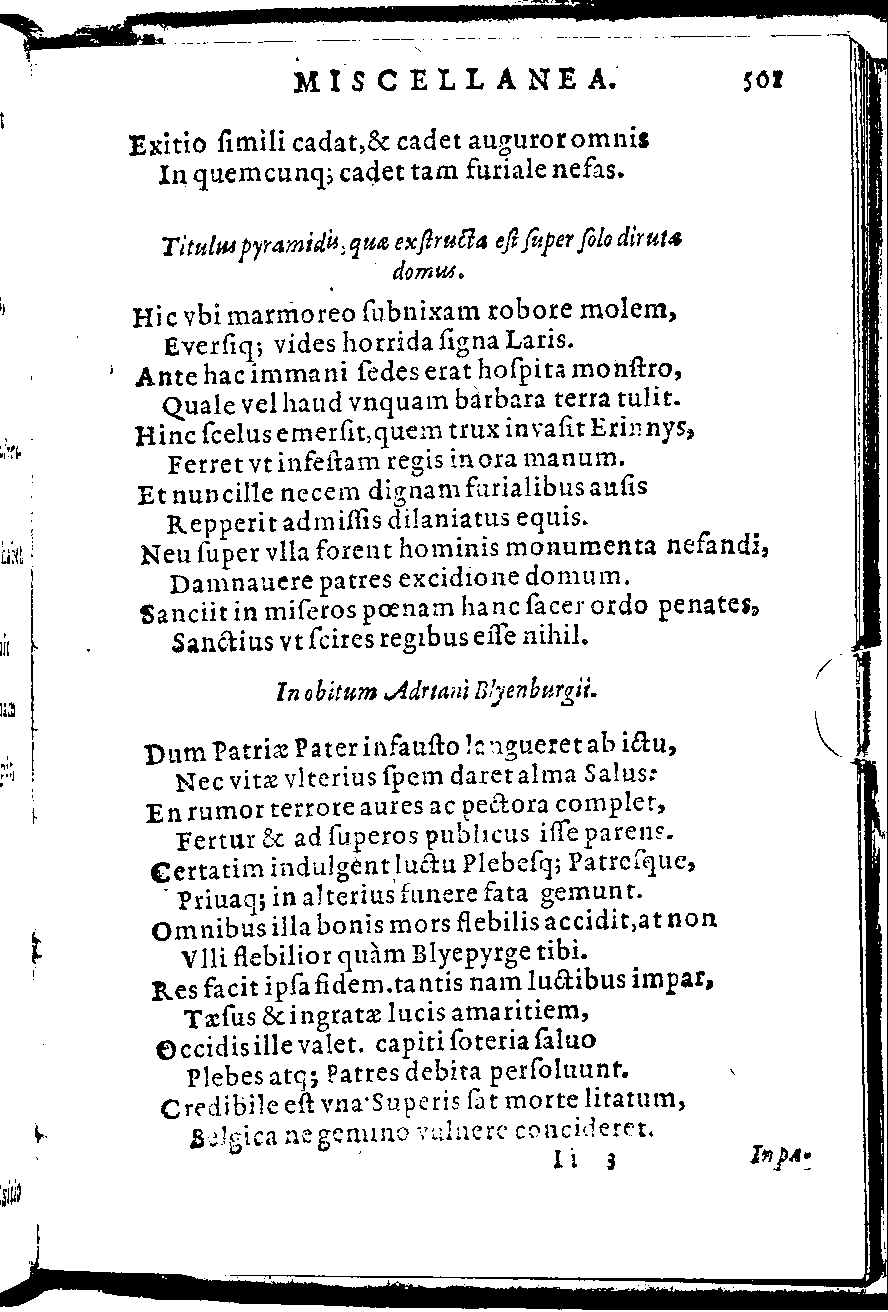 MISCELLANEA. 501
Exitio ſimili cadat,& cadet auguror omnis
In quemcunq; cadet tam furiale nefas.
Titulus pyramidis, quæ exſtructa eſt ſuper ſolo dirutæ
domus.
Hic vbi marmoreo ſubnixam robore molem,
Everſiq; vides horrida ſigna Laris.
Ante hac immani ſedes erat hoſpita monſtro,
Quale vel haud vnquam bàrbara terra tulit.
Hinc ſcelus emerſit,quem trux invaſit Erinnys,
Ferret vt infeſtam regis in ora manum.
Et nunc ille necem dignam furialibus auſis
Repperit admiſſis dilaniatus equis.
Neu ſuper vlla forent hominis monumenta nefandi,
Damnauere patres excidione domum.
Sanciit in miſeros pœnam hanc ſacer ordo penates,
Sanctius vt ſcires regibus eſſe nihil.
In obitum Adriani Blyenburgii.
Dum Patriæ Pater infauſto langueret ab ictu,
Nec vitæ vlterius ſpem daret alma Salus:
En rumor terrore aures ac pectora complet,
Fertur & ad ſuperos publicus iſſe parens.
Certatim indulgent luctu Plebeſq; Patreſque,
Priuaq; in alterius funere fata gemunt.
Omnibus illa bonis mors flebilis accidit,at non
Vlli flebilior quàm Blyepyrge tibi.
Res facit ipſa fidem.tantis nam luctibus impar,
Tæſus & ingratæ lucis amaritiem,
Occidis ille valet. capiti ſoteria ſaluo
Plebes atq; Patres debita perſoluunt.
Credibile eſt vna Superis ſat morte litatum,
Belgica ne gemino vulnere concideret.
Ii 3 In pa-